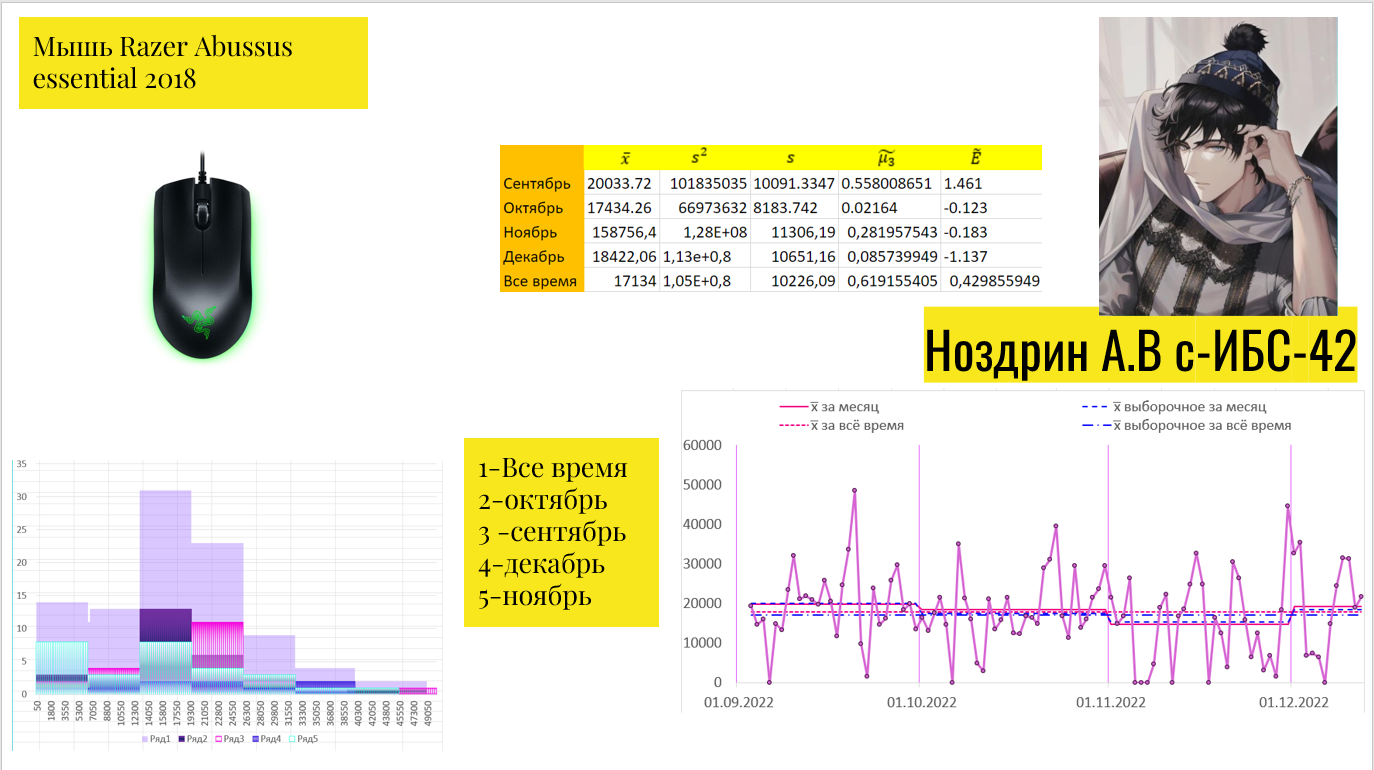 Мышь Razer Abussus
essential 2018
x̄ s² s μ̃₃ Ẽ
Сентябрь 20033.72 101835035 10091.3347 0.558008651 1.461
Октябрь 17434.26 66973632 8183.742 0.02164 -0.123
Ноябрь 158756,4 1,28E+08 11306,19 0,281957543 -0.183
Декабрь 18422,06 1,13e+0,8 10651,16 0,085739949 -1.137
Все время 17134 1,05E+0,8 10226,09 0,619155405 0,429855949
Ноздрин А.В с-ИБС-42
x̄ за месяц x̄ выборочное за месяц
x̄ за всё время x̄ выборочное за всё время
60000
50000
40000
30000
20000
10000
0
01.09.2022 01.10.2022 01.11.2022 01.12.2022
1-Все время
2-октябрь
3 -сентябрь
4-декабрь
5-ноябрь
35
30
25
20
15
10
5
0
50 1800 3550 5300 7050 8800 10550 12300 14050 15800 17550 19300 21050 22800 24550 26300 28050 29800 31550 33300 35050 36800 38550 40300 42050 43800 45550 47300 49050
Ряд1 Ряд2 Ряд3 Ряд4 Ряд5